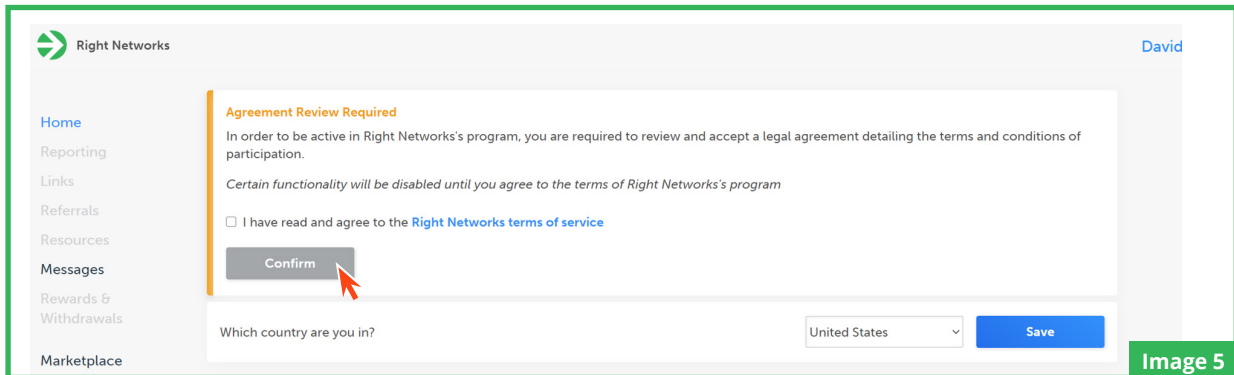 Right Networks
David
Home
Reporting
Links
Referrals
Resources
Messages
Rewards &
Withdrawals
Marketplace
Agreement Review Required
In order to be active in Right Networks's program, you are required to review and accept a legal agreement detailing the terms and conditions of
participation.
Certain functionality will be disabled until you agree to the terms of Right Networks's program
I have read and agree to the Right Networks terms of service
Confirm
Which country are you in?
United States
Save
Image 5